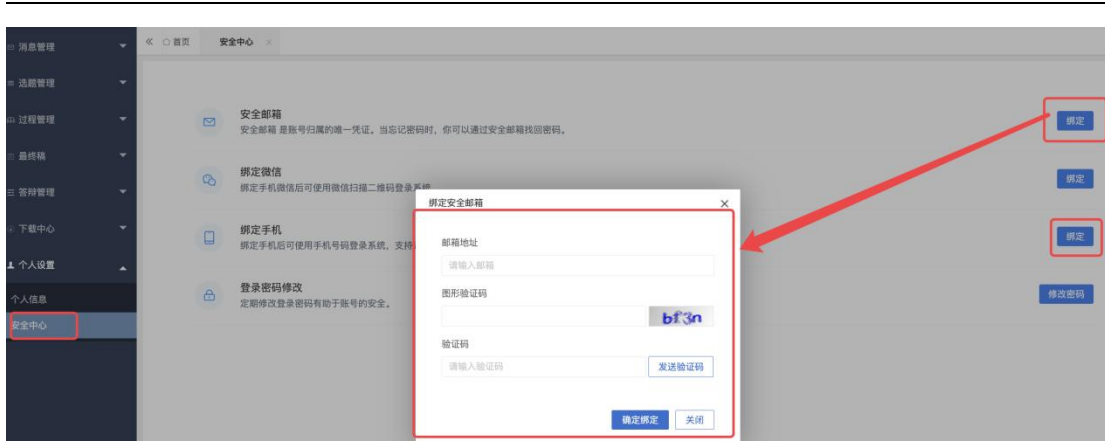 消息管理
选题管理
过程管理
最终稿
答辩管理
下载中心
个人设置
个人信息
安全中心
首页 安全中心
安全邮箱
安全邮箱 是账号归属的唯一凭证。当忘记密码时，你可以通过安全邮箱找回密码。
绑定
绑定微信
绑定手机微信后可使用微信扫描二维码登录系统
绑定
绑定手机
绑定手机后可使用手机号码登录系统，支持
绑定
登录密码修改
定期修改登录密码有助于账号的安全。
修改密码
绑定安全邮箱
邮箱地址
请输入邮箱
图形验证码
bf3n
验证码
请输入验证码
发送验证码
确定绑定 关闭